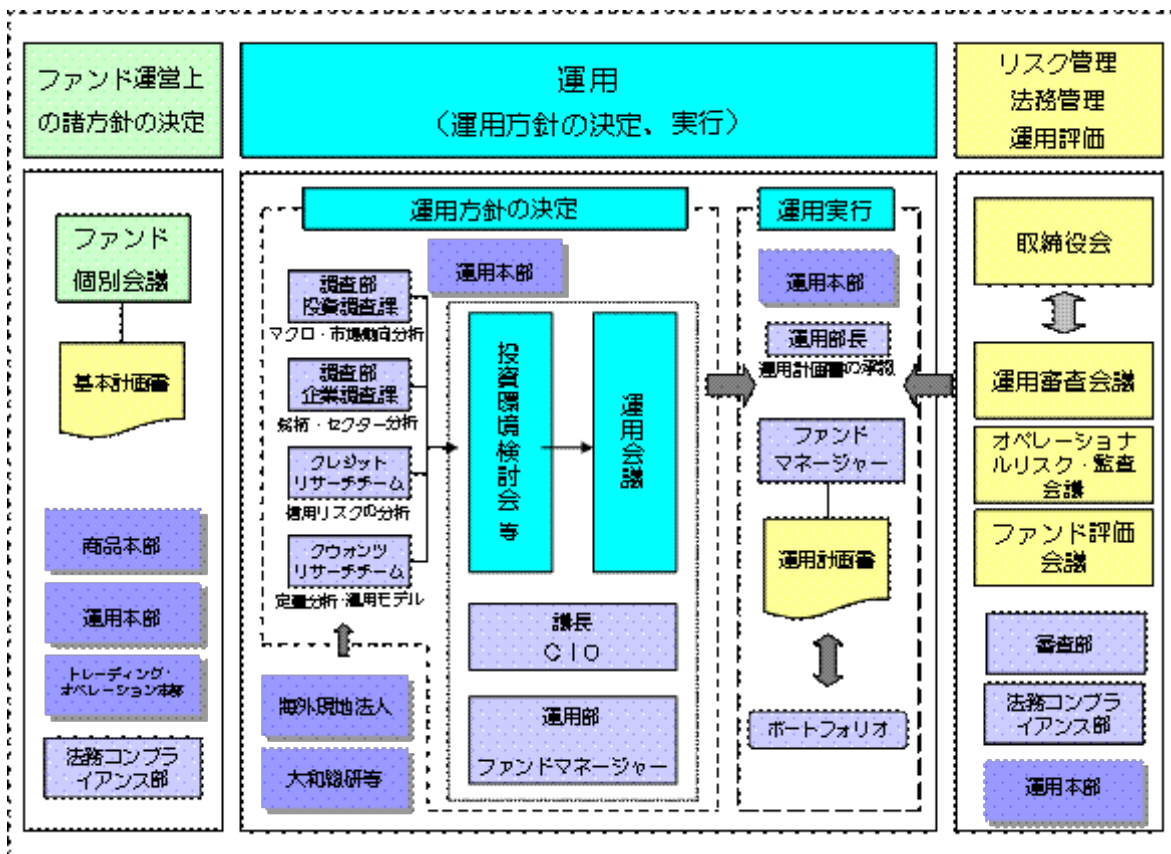 ファンド運営上
の諸方針の決定
運用
（運用方針の決定、実行）
リスク管理
法務管理
運用評価
ファンド
個別会議
基本計画書
商品本部
運用本部
トレーディング・
オペレーション本部
法務コンプラ
イアンス部
運用方針の決定
運用本部
調査部
投資調査課
マクロ・市場動向分析
調査部
企業調査課
銘柄・セクター分析
クレジット
リサーチチーム
信用リスクの分析
クウォンツ
リサーチチーム
定量分析・運用モデル
海外現地法人
大和総研等
投資環境検討会 等
運用会議
議長
ＣＩＯ
運用部
ファンドマネージャー
運用実行
運用本部
運用部長
運用計画書の承認
ファンド
マネージャー
運用計画書
ポートフォリオ
取締役会
運用審査会議
オペレーショナ
ルリスク・監査
会議
ファンド評価
会議
審査部
法務コンプラ
イアンス部
運用本部